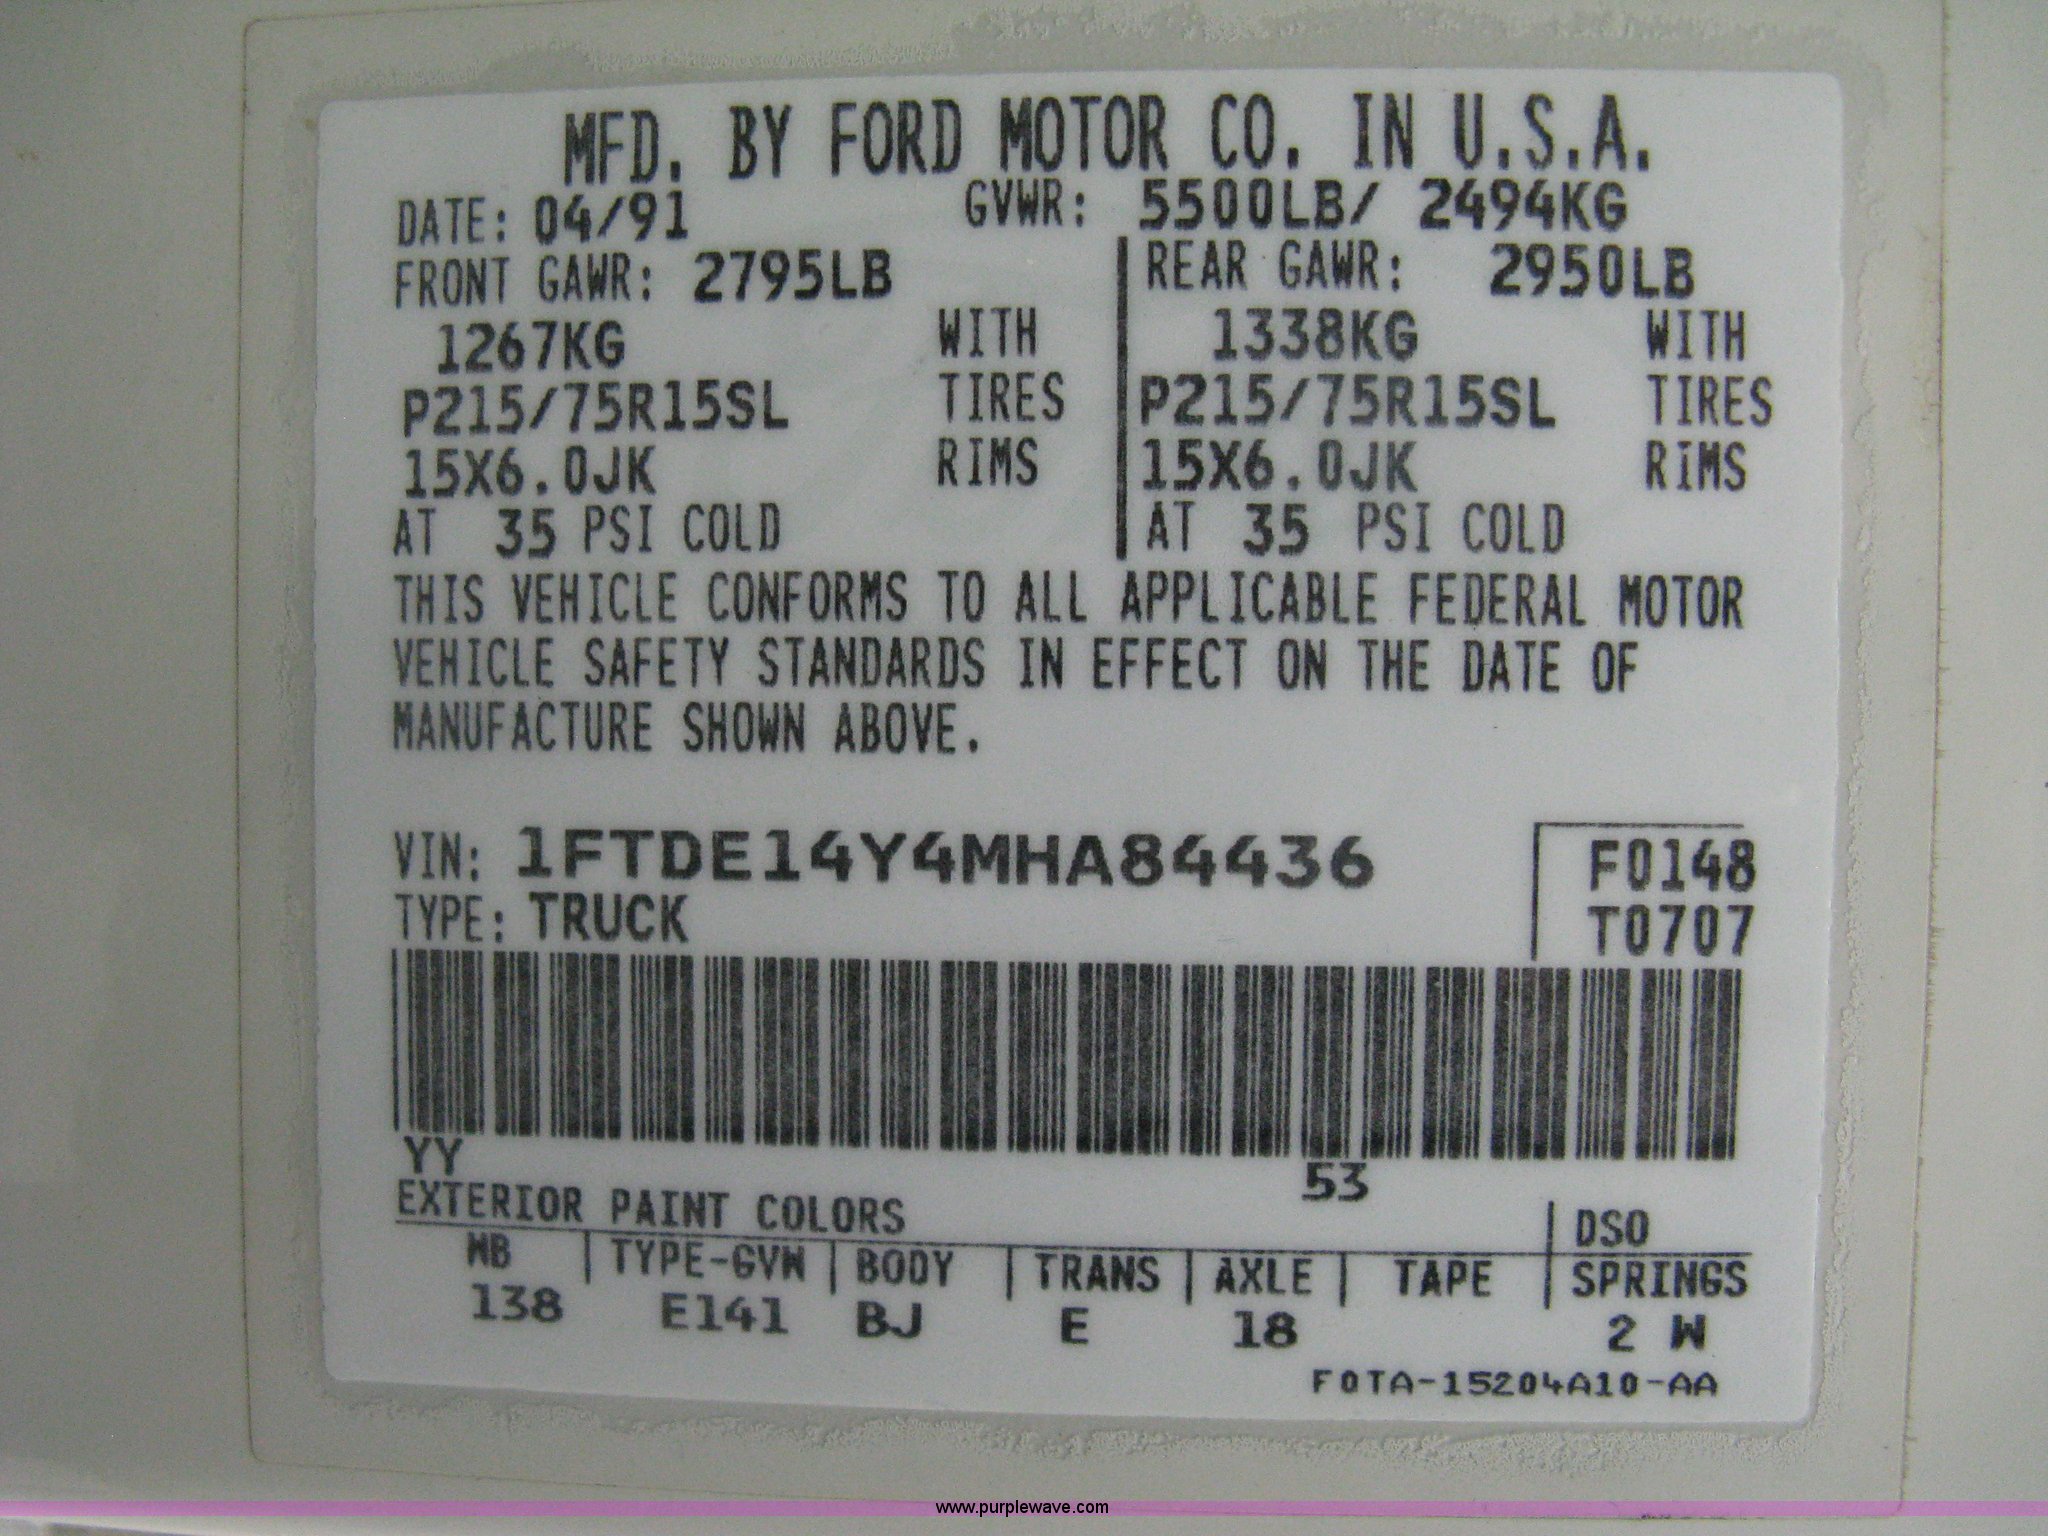 MFD. BY FORD MOTOR CO. IN U.S.A.
DATE: 04/91 GVWR: 5500LB/ 2494KG
FRONT GAWR: 2795LB REAR GAWR: 2950LB
1267KG WITH 1338KG WITH
P215/75R15SL TIRES P215/75R15SL TIRES
15X6.0JK RIMS 15X6.0JK RIMS
AT 35 PSI COLD AT 35 PSI COLD
THIS VEHICLE CONFORMS TO ALL APPLICABLE FEDERAL MOTOR
VEHICLE SAFETY STANDARDS IN EFFECT ON THE DATE OF
MANUFACTURE SHOWN ABOVE.
VIN: 1FTDE14Y4MHA84436 F0148
TYPE: TRUCK T0707
YY 53
EXTERIOR PAINT COLORS DSO
WB TYPE-GVW BODY TRANS AXLE TAPE SPRINGS
138 E141 BJ E 18 2 W
F0TA-15204A10-AA
www.purplewave.com